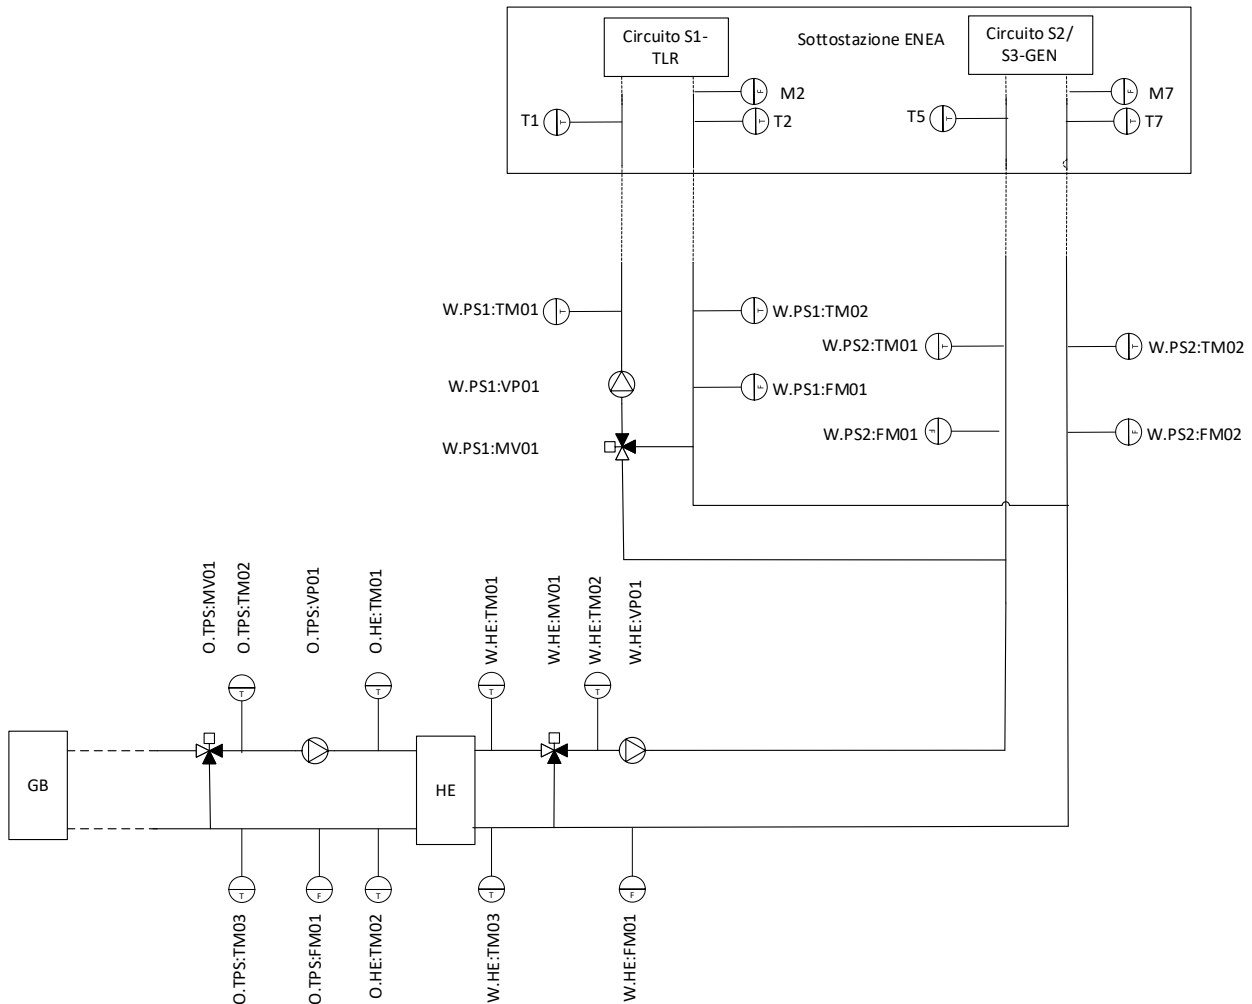 Circuito S1-
TLR
Sottostazione ENEA
Circuito S2/
S3-GEN
F
M2
F
M7
T1
T
T
T2
T5
T
T
T7
W.PS1:TM01
T
T
W.PS1:TM02
W.PS2:TM01
T
T
W.PS2:TM02
W.PS1:VP01
F
W.PS1:FM01
W.PS1:MV01
W.PS2:FM01
F
F
W.PS2:FM02
O.TPS:MV01
O.TPS:TM02
O.TPS:VP01
O.HE:TM01
W.HE:TM01
W.HE:MV01
W.HE:TM02
W.HE:VP01
T
T
T
T
GB
HE
T
F
T
T
F
O.TPS:TM03
O.TPS:FM01
O.HE:TM02
W.HE:TM03
W.HE:FM01